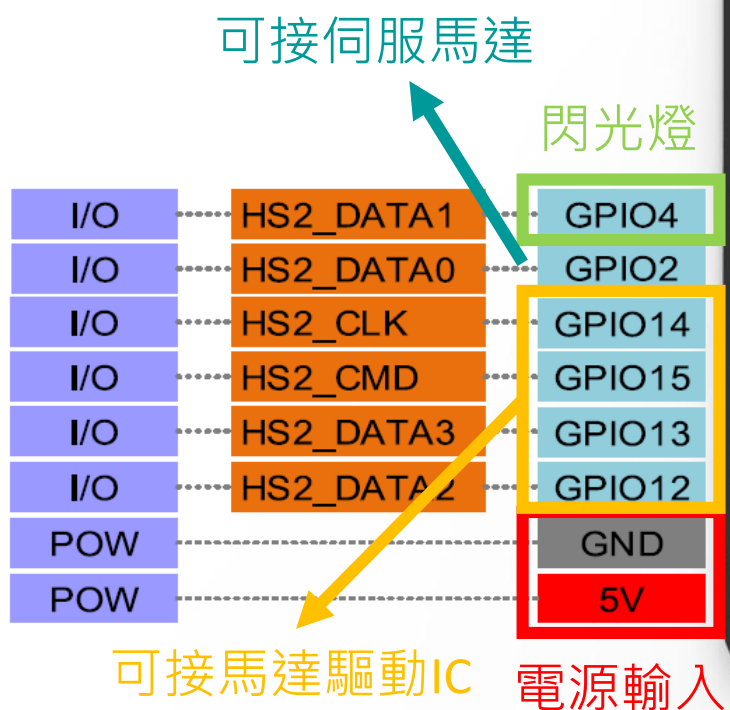 可接伺服馬達
閃光燈
I/O HS2_DATA1 GPIO4
I/O HS2_DATA0 GPIO2
I/O HS2_CLK GPIO14
I/O HS2_CMD GPIO15
I/O HS2_DATA3 GPIO13
I/O HS2_DATA2 GPIO12
POW GND
POW 5V
可接馬達驅動IC 電源輸入